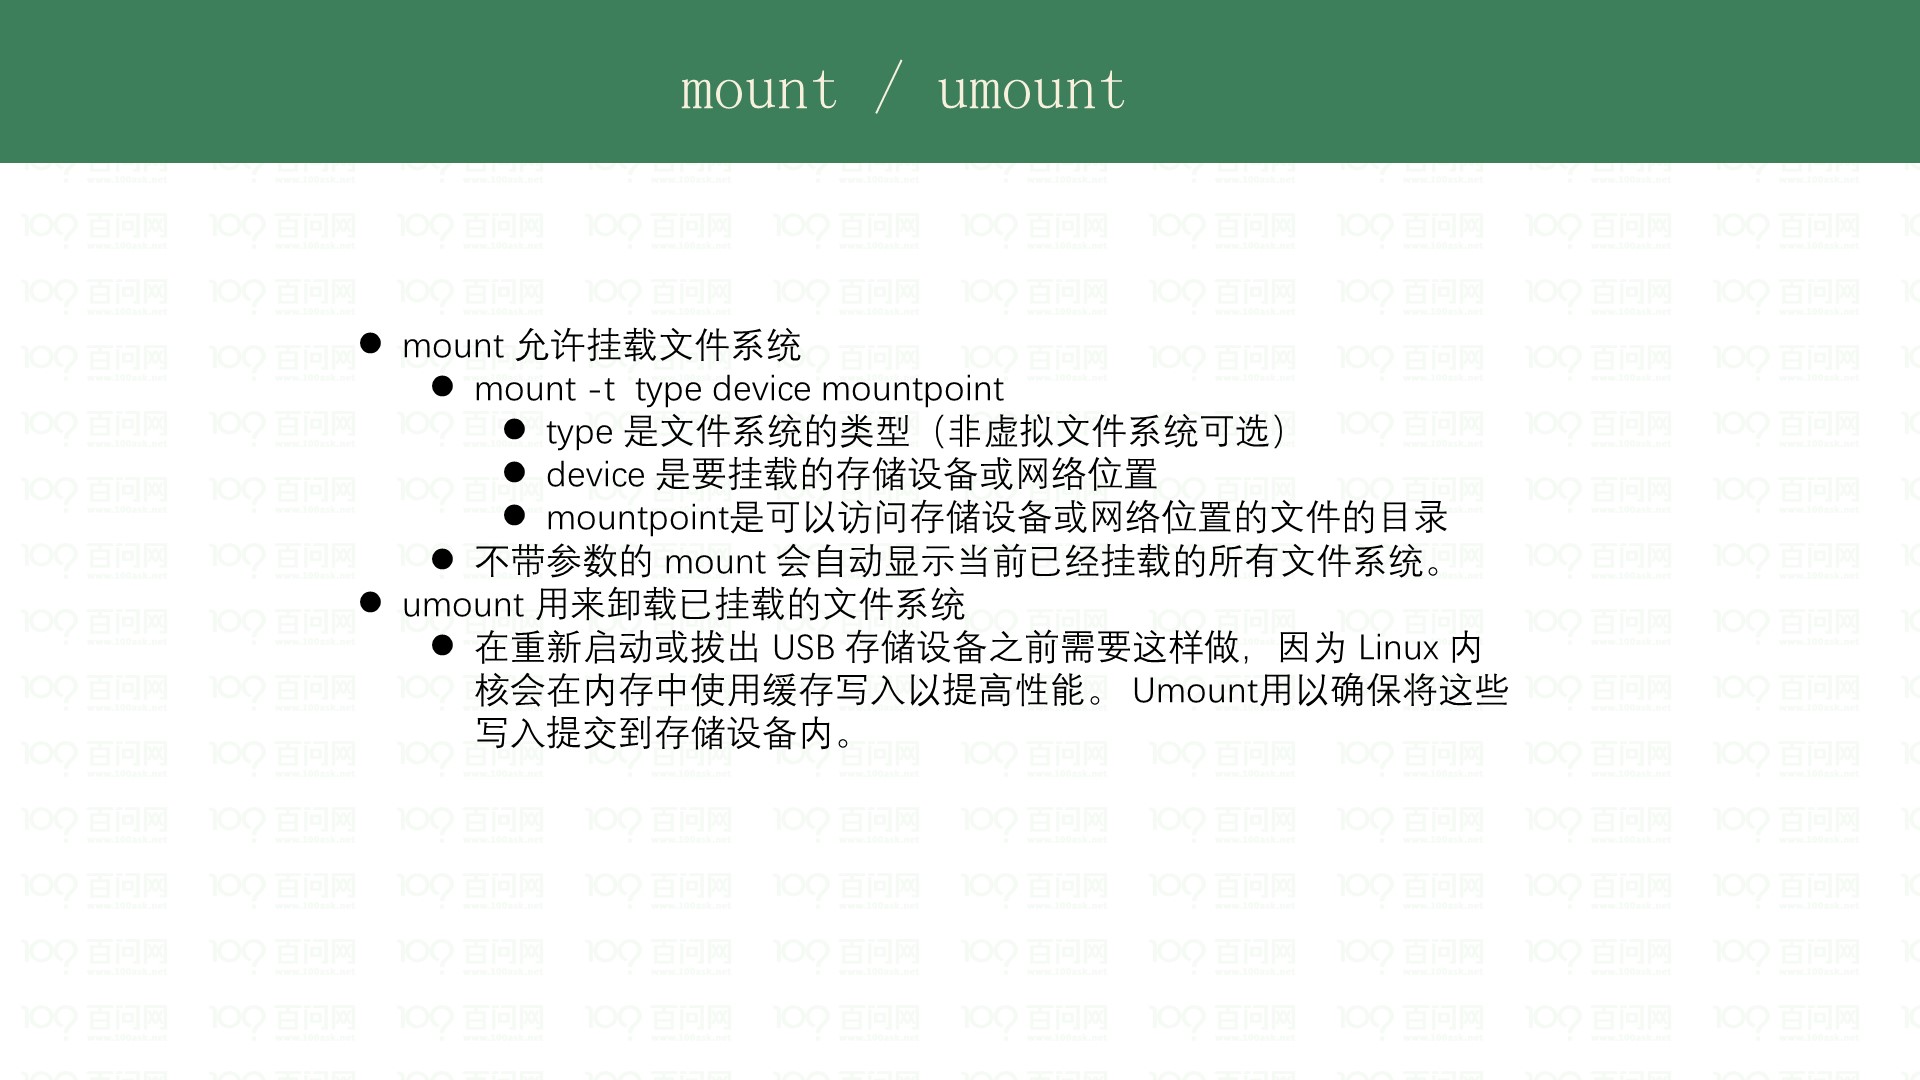 mount / umount
● mount 允许挂载文件系统
● mount -t  type device mountpoint
● type 是文件系统的类型（非虚拟文件系统可选）
● device 是要挂载的存储设备或网络位置
● mountpoint是可以访问存储设备或网络位置的文件的目录
● 不带参数的 mount 会自动显示当前已经挂载的所有文件系统。
● umount 用来卸载已挂载的文件系统
● 在重新启动或拔出 USB 存储设备之前需要这样做， 因为 Linux 内
核会在内存中使用缓存写入以提高性能。 Umount用以确保将这些
写入提交到存储设备内。